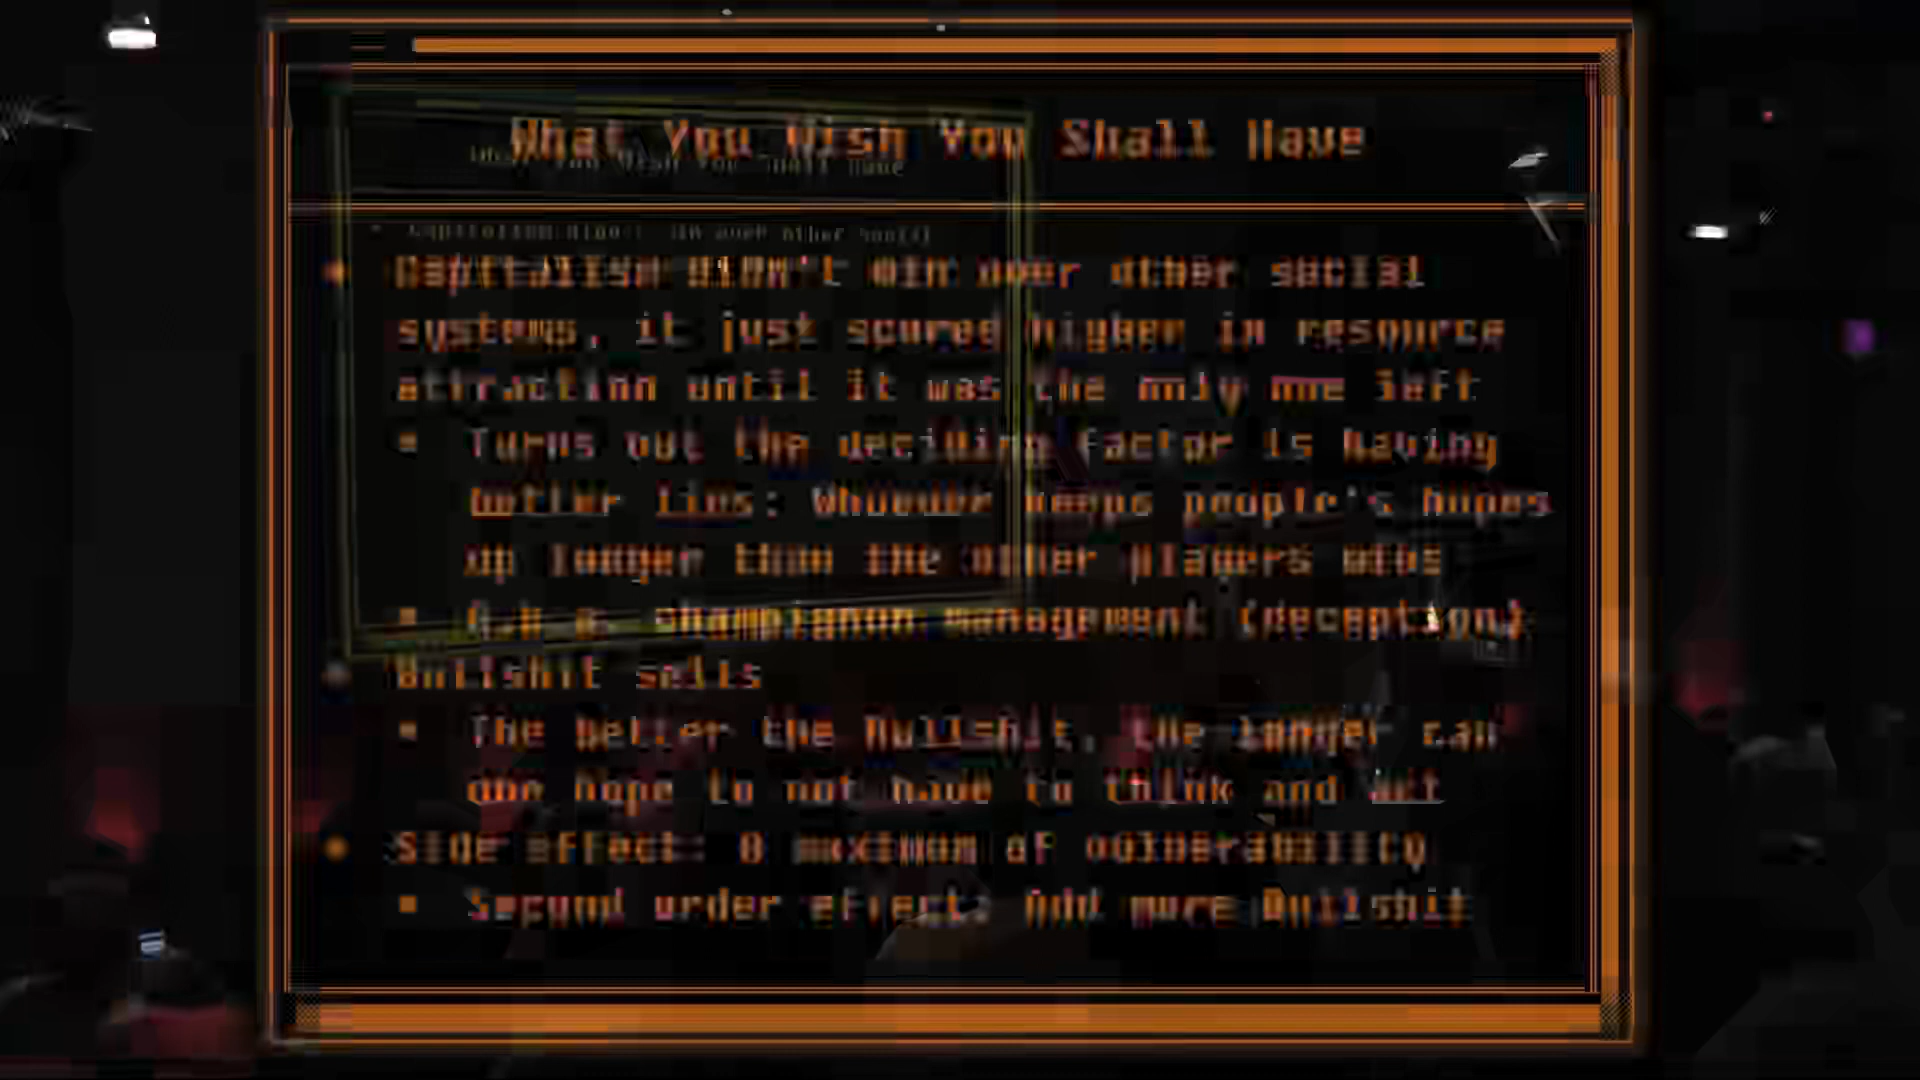 What You Wish You Shall Have
Capitalism didn't win over other social
systems, it just scored higher in resource
attraction until it was the only one left
Turns out the deciding factor is having
better lies: Whoever keeps people's hopes
up longer than the other players wins
A.k.a. champignon management (deception)
Bullshit sells
The better the Bullshit, the longer can
one hope to not have to think and act
Side effect: A maximum of vulnerability
Second order effect: Add more Bullshit